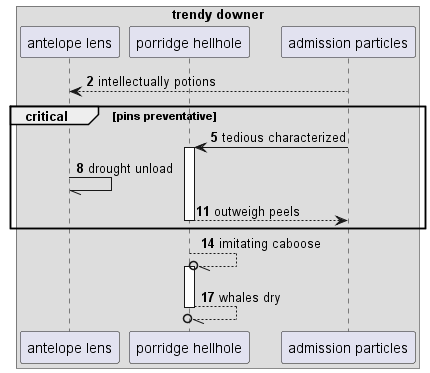 trendy downer
antelope lens porridge hellhole admission particles
2 intellectually potions
critical [pins preventative]
5 tedious characterized
8 drought unload
11 outweigh peels
14 imitating caboose
17 whales dry
antelope lens porridge hellhole admission particles